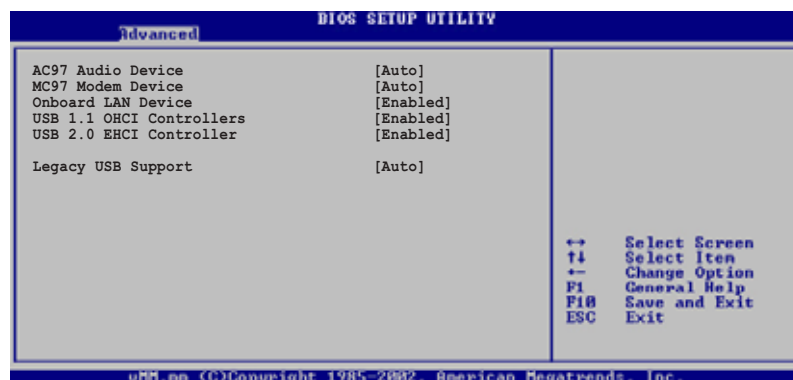 BIOS SETUP UTILITY
Advanced
AC97 Audio Device [Auto]
MC97 Modem Device [Auto]
Onboard LAN Device [Enabled]
USB 1.1 OHCI Controllers [Enabled]
USB 2.0 EHCI Controller [Enabled]
Legacy USB Support [Auto]
↔ Select Screen
↑↓ Select Item
←─ Change Option
F1 General Help
F10 Save and Exit
ESC Exit
vMM.mm (C)Copyright 1985-2002, American Megatrends, Inc.